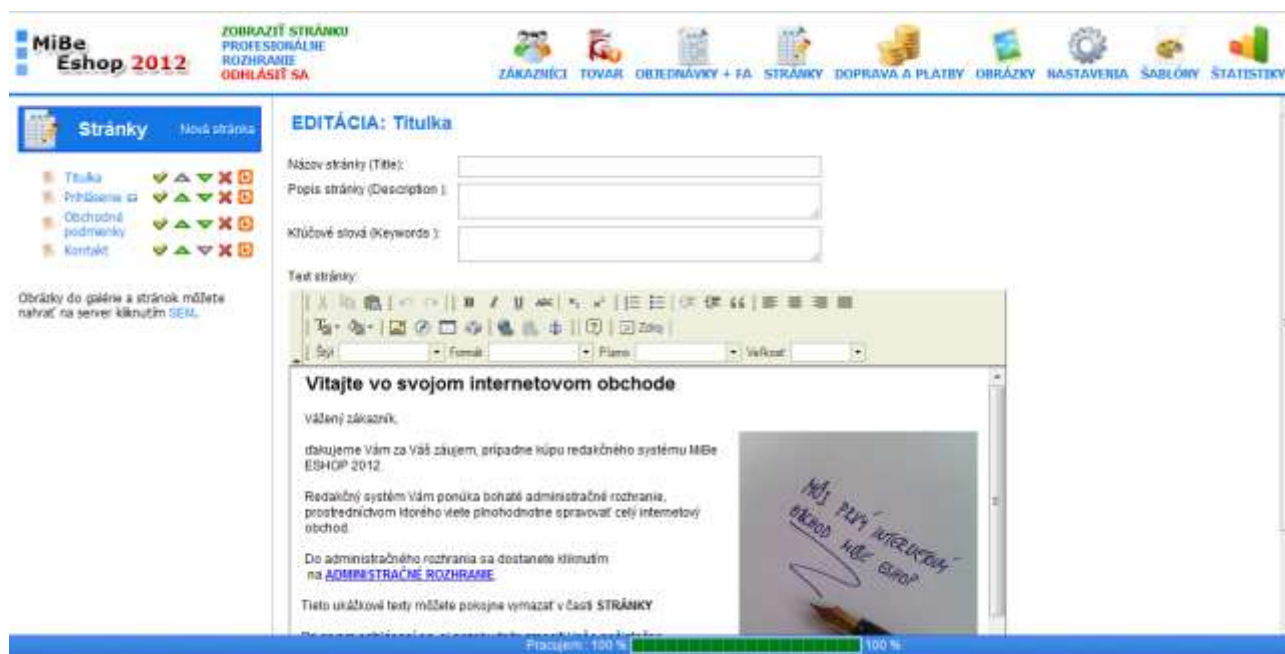 MiBe
Eshop 2012
ZOBRAZIŤ STRÁNKU
PROFESIONÁLNE
ROZHRANIE
ODHLÁSIŤ SA
ZÁKAZNÍCI TOVAR OBJEDNÁVKY + FA STRÁNKY DOPRAVA A PLATBY OBRÁZKY NASTAVENIA ŠABLÓNY ŠTATISTIKY
Stránky Nová stránka
Titulka
Prihlásenie
Obchodné
podmienky
Kontakt
Obrázky do galérie a stránok môžete
nahrať na server kliknutím SEM.
EDITÁCIA: Titulka
Názov stránky (Title):
Popis stránky (Description ):
Kľúčové slová (Keywords ):
Text stránky:
B I U ABC
Zdroj
Štýl Formát Písmo Veľkosť
Vitajte vo svojom internetovom obchode
Vážený zákazník,
ďakujeme Vám za Váš záujem, prípadne kúpu redakčného systému MiBe
ESHOP 2012.
Redakčný systém Vám ponúka bohaté administračné rozhranie,
prostredníctvom ktorého viete plnohodnotne spravovať celý internetový
obchod.
Do administračného rozhrania sa dostanete kliknutím
na ADMINISTRAČNÉ ROZHRANIE
Tieto ukážkové texty môžete pokojne vymazať v časti STRÁNKY
MÔJ PRVÝ INTERNETOVÝ
OBCHOD MIBE ESHOP
Pracujem : 100 % 100 %